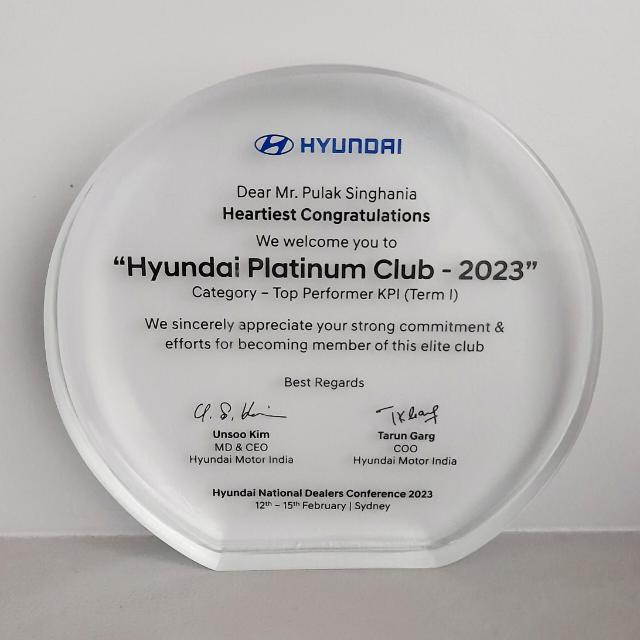 HYUNDAI
Dear Mr. Pulak Singhania
Heartiest Congratulations
We welcome you to
“Hyundai Platinum Club - 2023”
Category – Top Performer KPI (Term I)
We sincerely appreciate your strong commitment &
efforts for becoming member of this elite club
Best Regards
Unsoo Kim
MD & CEO
Hyundai Motor India
Tarun Garg
COO
Hyundai Motor India
Hyundai National Dealers Conference 2023
12th – 15th February | Sydney